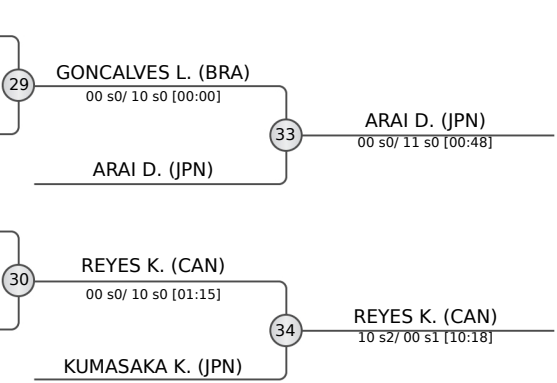 GONCALVES L. (BRA)
29
00 s0/ 10 s0 [00:00]
ARAI D. (JPN)
33
00 s0/ 11 s0 [00:48]
ARAI D. (JPN)
REYES K. (CAN)
30
00 s0/ 10 s0 [01:15]
REYES K. (CAN)
34
10 s2/ 00 s1 [10:18]
KUMASAKA K. (JPN)